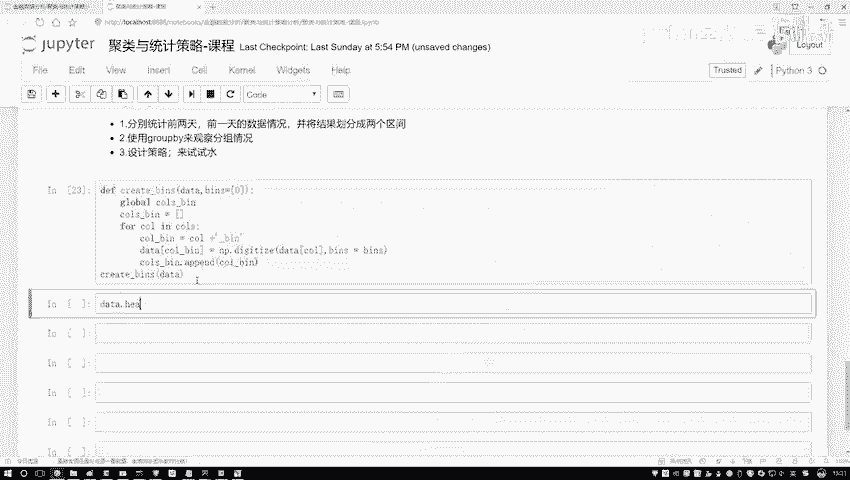 localhost
jupyter 聚类与统计策略-课程 Last Checkpoint: Last Sunday at 5:54 PM (unsaved changes)
Logout
File Edit View Insert Cell Kernel Widgets Help
Trusted
Python 3
Code
1.分别统计前两天，前一天的数据情况，并将结果划分成两个区间
2.使用groupby来观察分组情况
3.设计策略；来试试水
In [23]: def create_bins(data,bins=[0]):
global cols_bin
cols_bin = []
for col in cols:
col_bin = col +'_bin'
data[col_bin] = np.digitize(data[col],bins = bins)
cols_bin.append(col_bin)
create_bins(data)
In [ ]: data.hea
In [ ]:
In [ ]:
In [ ]:
In [ ]:
In [ ]: